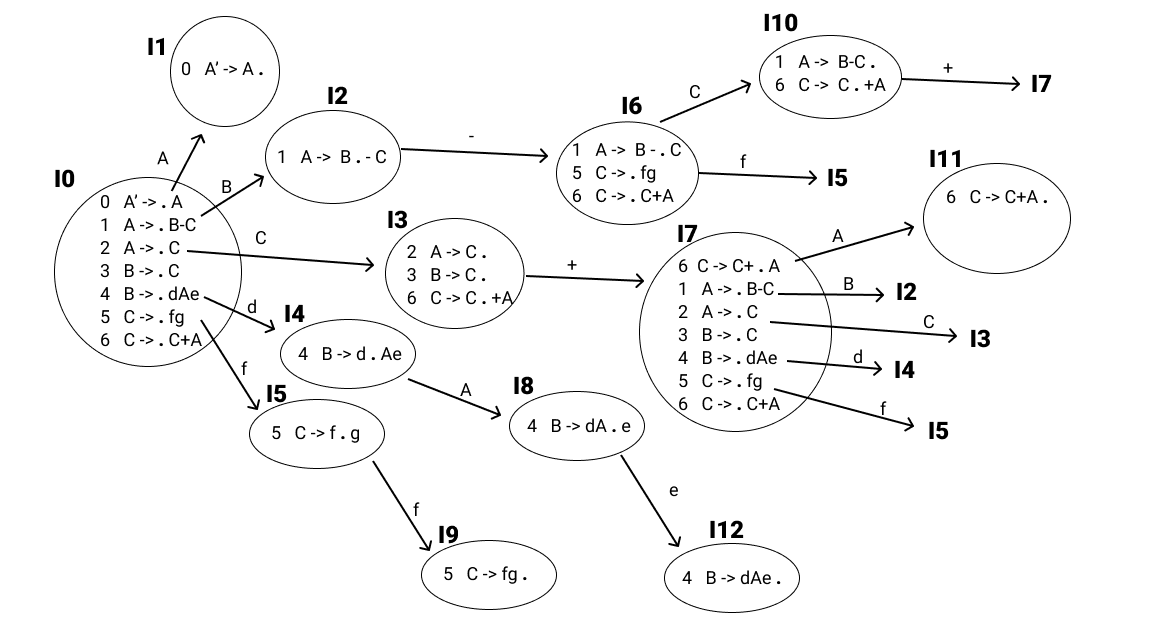 I0
0 A'->.A
1 A->.B-C
2 A->.C
3 B->.C
4 B->.dAe
5 C->.fg
6 C->.C+A
A
B
C
d
f
I1
0 A'->A.
I2
1 A->B.-C
-
I3
2 A->C.
3 B->C.
6 C->C.+A
+
I4
4 B->d.Ae
A
I5
5 C->f.g
f
I6
1 A->B-.C
5 C->.fg
6 C->.C+A
C
f
I5
I10
1 A->B-C.
6 C->C.+A
+
I7
I7
6 C->C+.A
1 A->.B-C
2 A->.C
3 B->.C
4 B->.dAe
5 C->.fg
6 C->.C+A
A
B
I2
C
I3
d
I4
f
I5
I11
6 C->C+A.
I8
4 B->dA.e
e
I9
5 C->fg.
I12
4 B->dAe.